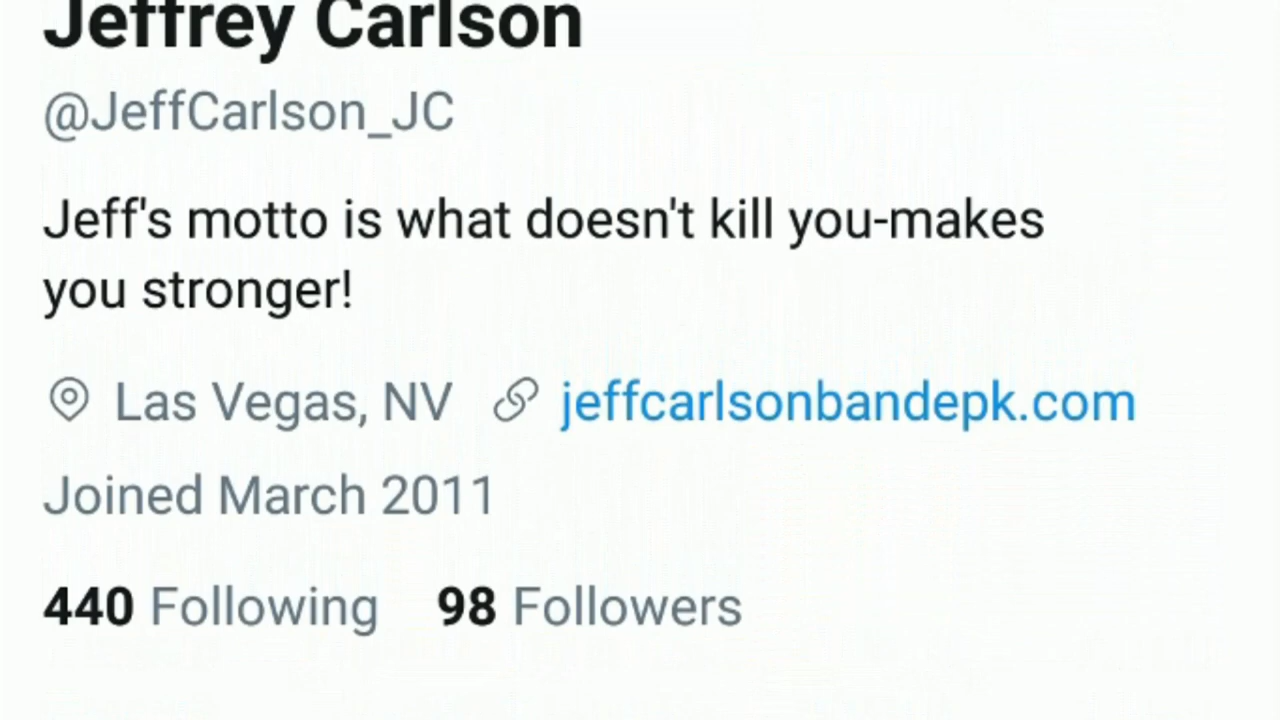 Jeffrey Carlson
@JeffCarlson_JC
Jeff's motto is what doesn't kill you-makes
you stronger!
Las Vegas, NV jeffcarlsonbandepk.com
Joined March 2011
440 Following 98 Followers